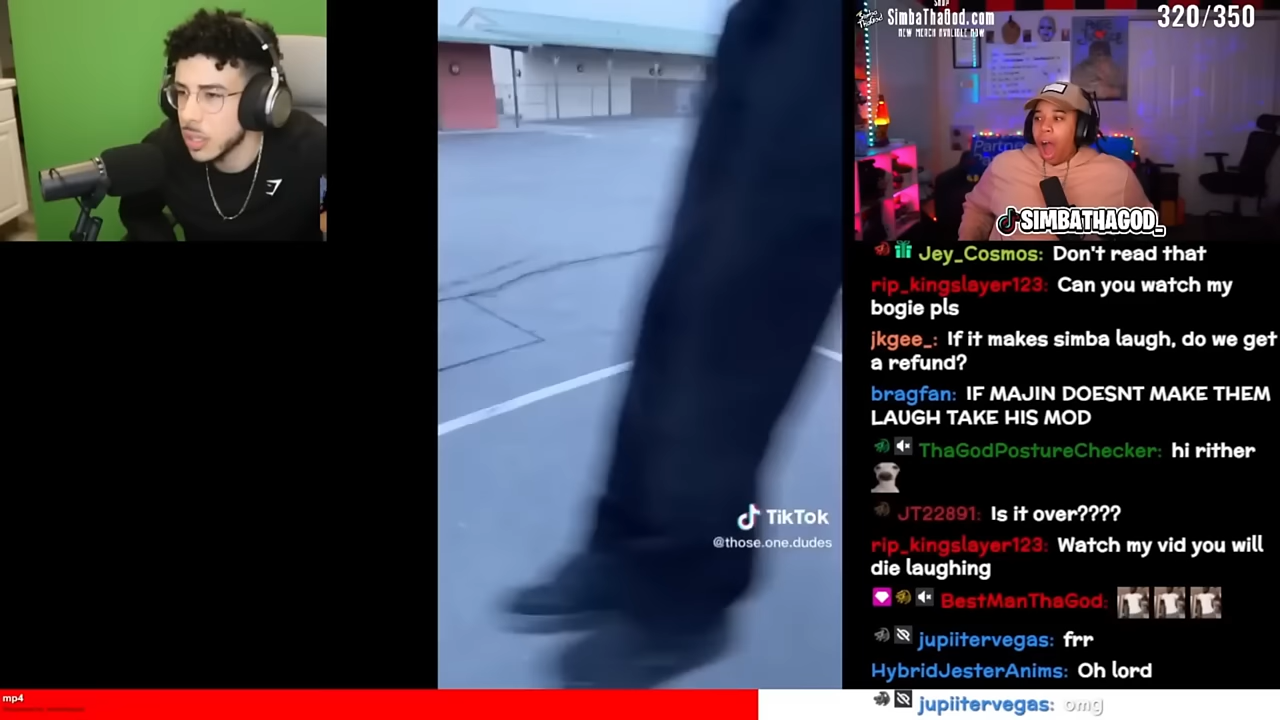 SimbaThaGod.com
NEW MERCH AVAILABLE NOW
320/350
SIMBATHAGOD_
Jey_Cosmos: Don't read that
rip_kingslayer123: Can you watch my
bogie pls
jkgee_: If it makes simba laugh, do we get
a refund?
bragfan: IF MAJIN DOESNT MAKE THEM
LAUGH TAKE HIS MOD
ThaGodPostureChecker: hi rither
JT22891: Is it over????
rip_kingslayer123: Watch my vid you will
die laughing
BestManThaGod:
jupiitervegas: frr
HybridJesterAnims: Oh lord
jupiitervegas: omg
TikTok
@those.one.dudes
mp4